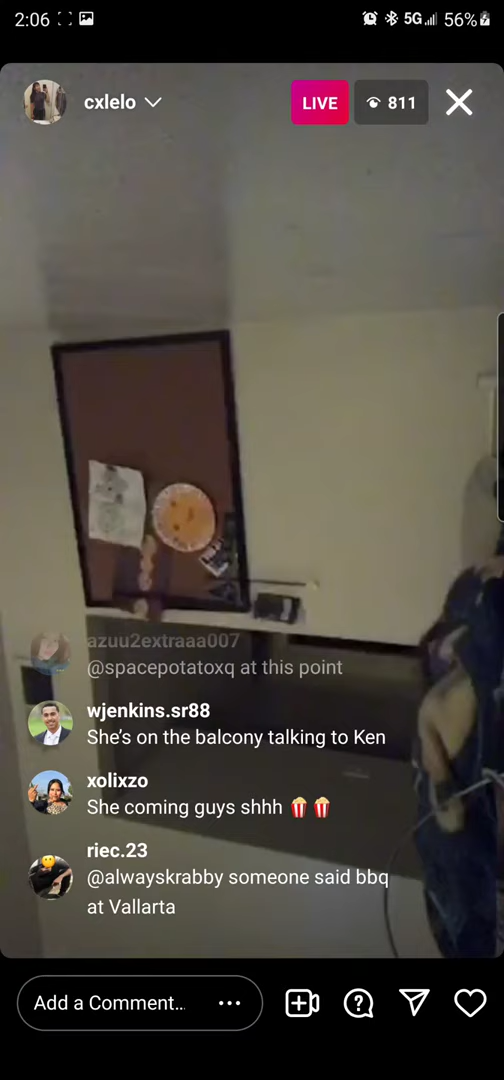 2:06
5G
56%
cxlelo
LIVE
811
azuu2extraaa007
@spacepotatoxq at this point
wjenkins.sr88
She’s on the balcony talking to Ken
xolixzo
She coming guys shhh 🍿🍿
riec.23
@alwayskrabby someone said bbq
at Vallarta
Add a Comment...